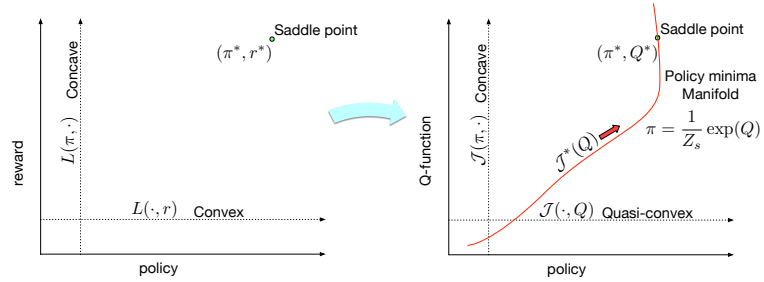 Saddle point
(π*, r*)
Concave
L(π, ·)
reward
L(·, r) Convex
policy
Saddle point
(π*, Q*)
Concave
Policy minima
Manifold
π = 1/Z_s exp(Q)
J(π, ·)
J*(Q)
Q-function
J(·, Q) Quasi-convex
policy